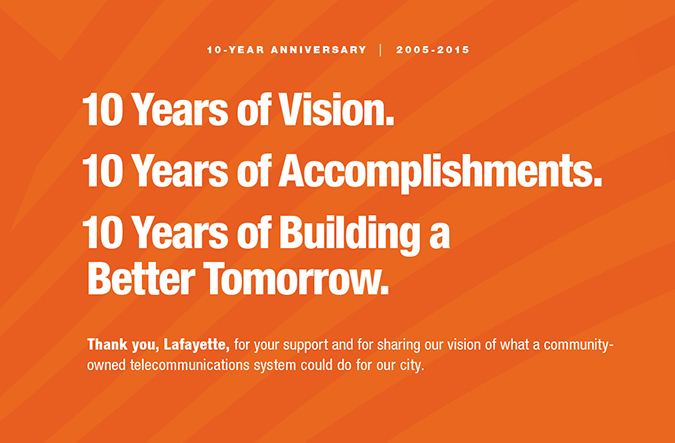 10-YEAR ANNIVERSARY | 2005-2015
10 Years of Vision.
10 Years of Accomplishments.
10 Years of Building a
Better Tomorrow.
Thank you, Lafayette, for your support and for sharing our vision of what a community-
owned telecommunications system could do for our city.